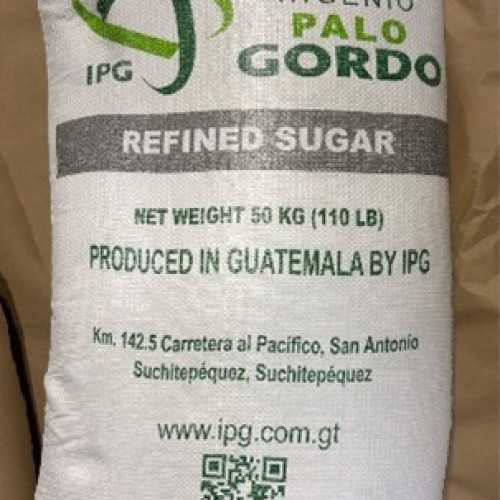 INGENIO
PALO
GORDO
IPG
REFINED SUGAR
NET WEIGHT 50 KG (110 LB)
PRODUCED IN GUATEMALA BY IPG
Km. 142.5 Carretera al Pacífico, San Antonio
Suchitepéquez, Suchitepéquez
www.ipg.com.gt